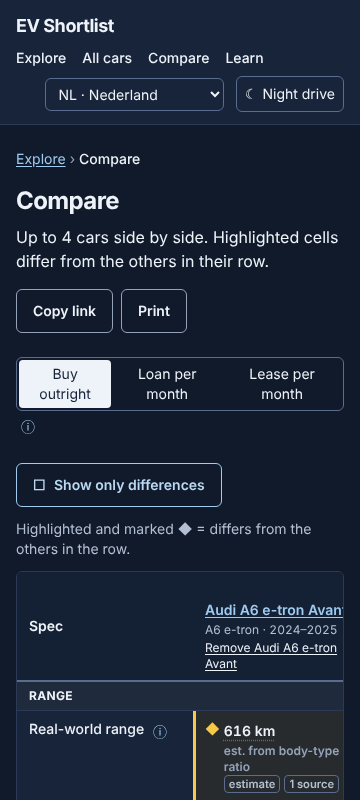 EV Shortlist
Explore All cars Compare Learn
NL · Nederland ☾ Night drive
Explore › Compare
Compare
Up to 4 cars side by side. Highlighted cells
differ from the others in their row.
Copy link Print
Buy outright Loan per month Lease per month
ⓘ
☐ Show only differences
Highlighted and marked ◆ = differs from the
others in the row.
Spec
Audi A6 e-tron Avant
A6 e-tron · 2024–2025
Remove Audi A6 e-tron
Avant
RANGE
Real-world range ⓘ
◆ 616 km
est. from body-type
ratio
estimate 1 source